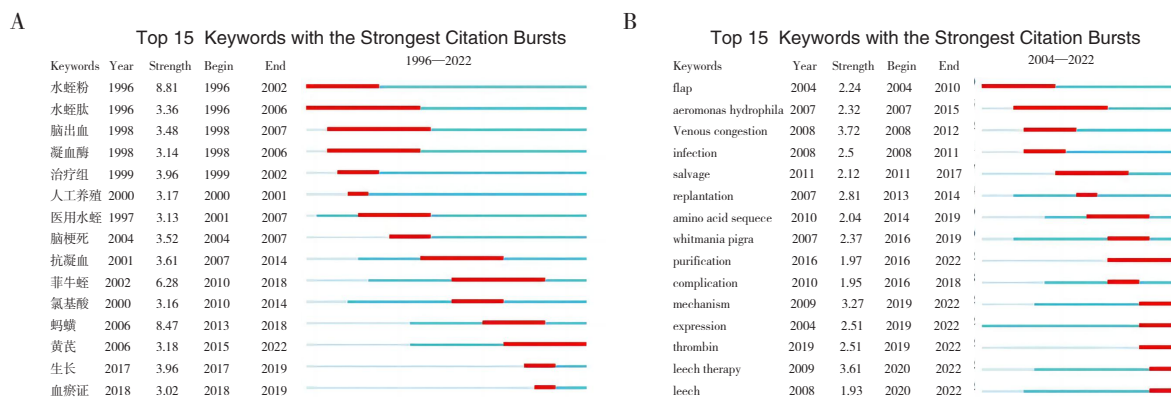 A
Top 15 Keywords with the Strongest Citation Bursts
Keywords Year Strength Begin End 1996—2022
水蛭粉 1996 8.81 1996 2002
水蛭肽 1996 3.36 1996 2006
脑出血 1998 3.48 1998 2007
凝血酶 1998 3.14 1998 2006
治疗组 1999 3.96 1999 2002
人工养殖 2000 3.17 2000 2001
医用水蛭 1997 3.13 2001 2007
脑梗死 2004 3.52 2004 2007
抗凝血 2001 3.61 2007 2014
菲牛蛭 2002 6.28 2010 2018
氯基酸 2000 3.16 2010 2014
蚂蟥 2006 8.47 2013 2018
黄芪 2006 3.18 2015 2022
生长 2017 3.96 2017 2019
血瘀证 2018 3.02 2018 2019
B
Top 15 Keywords with the Strongest Citation Bursts
Keywords Year Strength Begin End 2004—2022
flap 2004 2.24 2004 2010
aeromonas hydrophila 2007 2.32 2007 2015
Venous congestion 2008 3.72 2008 2012
infection 2008 2.5 2008 2011
salvage 2011 2.12 2011 2017
replantation 2007 2.81 2013 2014
amino acid sequece 2010 2.04 2014 2019
whitmania pigra 2007 2.37 2016 2019
purification 2016 1.97 2016 2022
complication 2010 1.95 2016 2018
mechanism 2009 3.27 2019 2022
expression 2004 2.51 2019 2022
thrombin 2019 2.51 2019 2022
leech therapy 2009 3.61 2020 2022
leech 2008 1.93 2020 2022